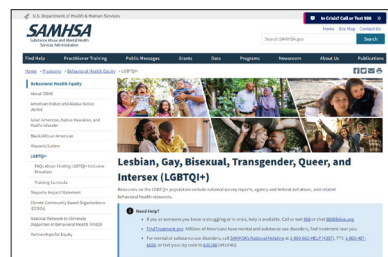 U.S. Department of Health & Human Services
In Crisis? Call or Text 988
SAMHSA
Substance Abuse and Mental Health
Services Administration
Home Site Map Contact Us
Search SAMHSA.gov
Search
Find Help Practitioner Training Public Messages Grants Data Programs Newsroom About Us Publications
Home » Programs » Behavioral Health Equity » LGBTQI+
Behavioral Health Equity
About OBHE
American Indian and Alaska Native
(AI/AN)
Asian American, Native Hawaiian, and
Pacific Islander
Black/African American
Hispanic/Latino
LGBTQI+
FAQs about Finding LGBTQI+ Inclusive
Providers
Training Curricula
Disparity Impact Statement
Elevate Community Based Organizations
(ECBOs)
National Network to Eliminate
Disparities in Behavioral Health (NNED)
Partnerships for Equity
Lesbian, Gay, Bisexual, Transgender, Queer, and
Intersex (LGBTQI+)
Resources on the LGBTQI+ population include national survey reports, agency and federal initiatives, and related
behavioral health resources.
Need Help?
If you or someone you know is struggling or in crisis, help is available. Call or text 988 or chat 988lifeline.org
FindTreatment.gov: Millions of Americans have mental and substance use disorders. Find treatment near you.
For mental or substance use disorders, call SAMHSA's National Helpline at 1-800-662-HELP (4357), TTY: 1-800-487-
4889, or text your zip code to 435748 (HELP4U)